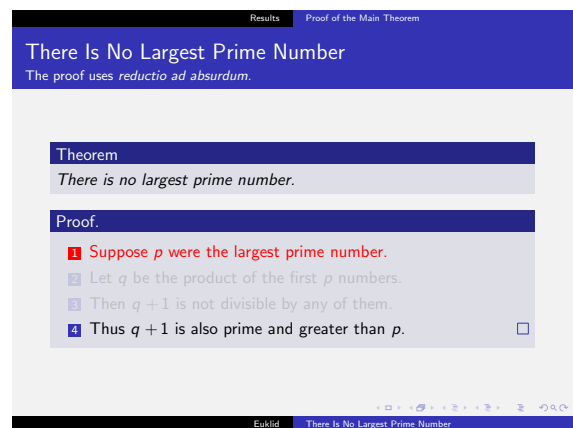 Results Proof of the Main Theorem
There Is No Largest Prime Number
The proof uses reductio ad absurdum.
Theorem
There is no largest prime number.
Proof.
1 Suppose p were the largest prime number.
2 Let q be the product of the first p numbers.
3 Then q + 1 is not divisible by any of them.
4 Thus q + 1 is also prime and greater than p.
Euklid There Is No Largest Prime Number